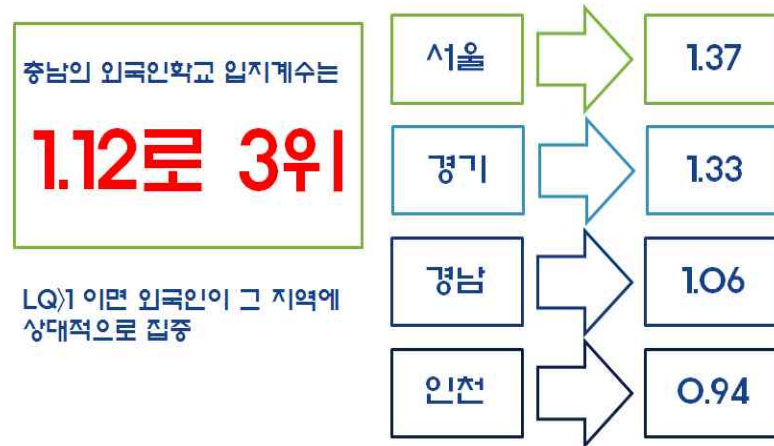 충남의 외국인학교 입지계수는
1.12로 3위
LQ>1 이면 외국인이 그 지역에
상대적으로 집중
서울 1.37
경기 1.33
경남 1.06
인천 0.94